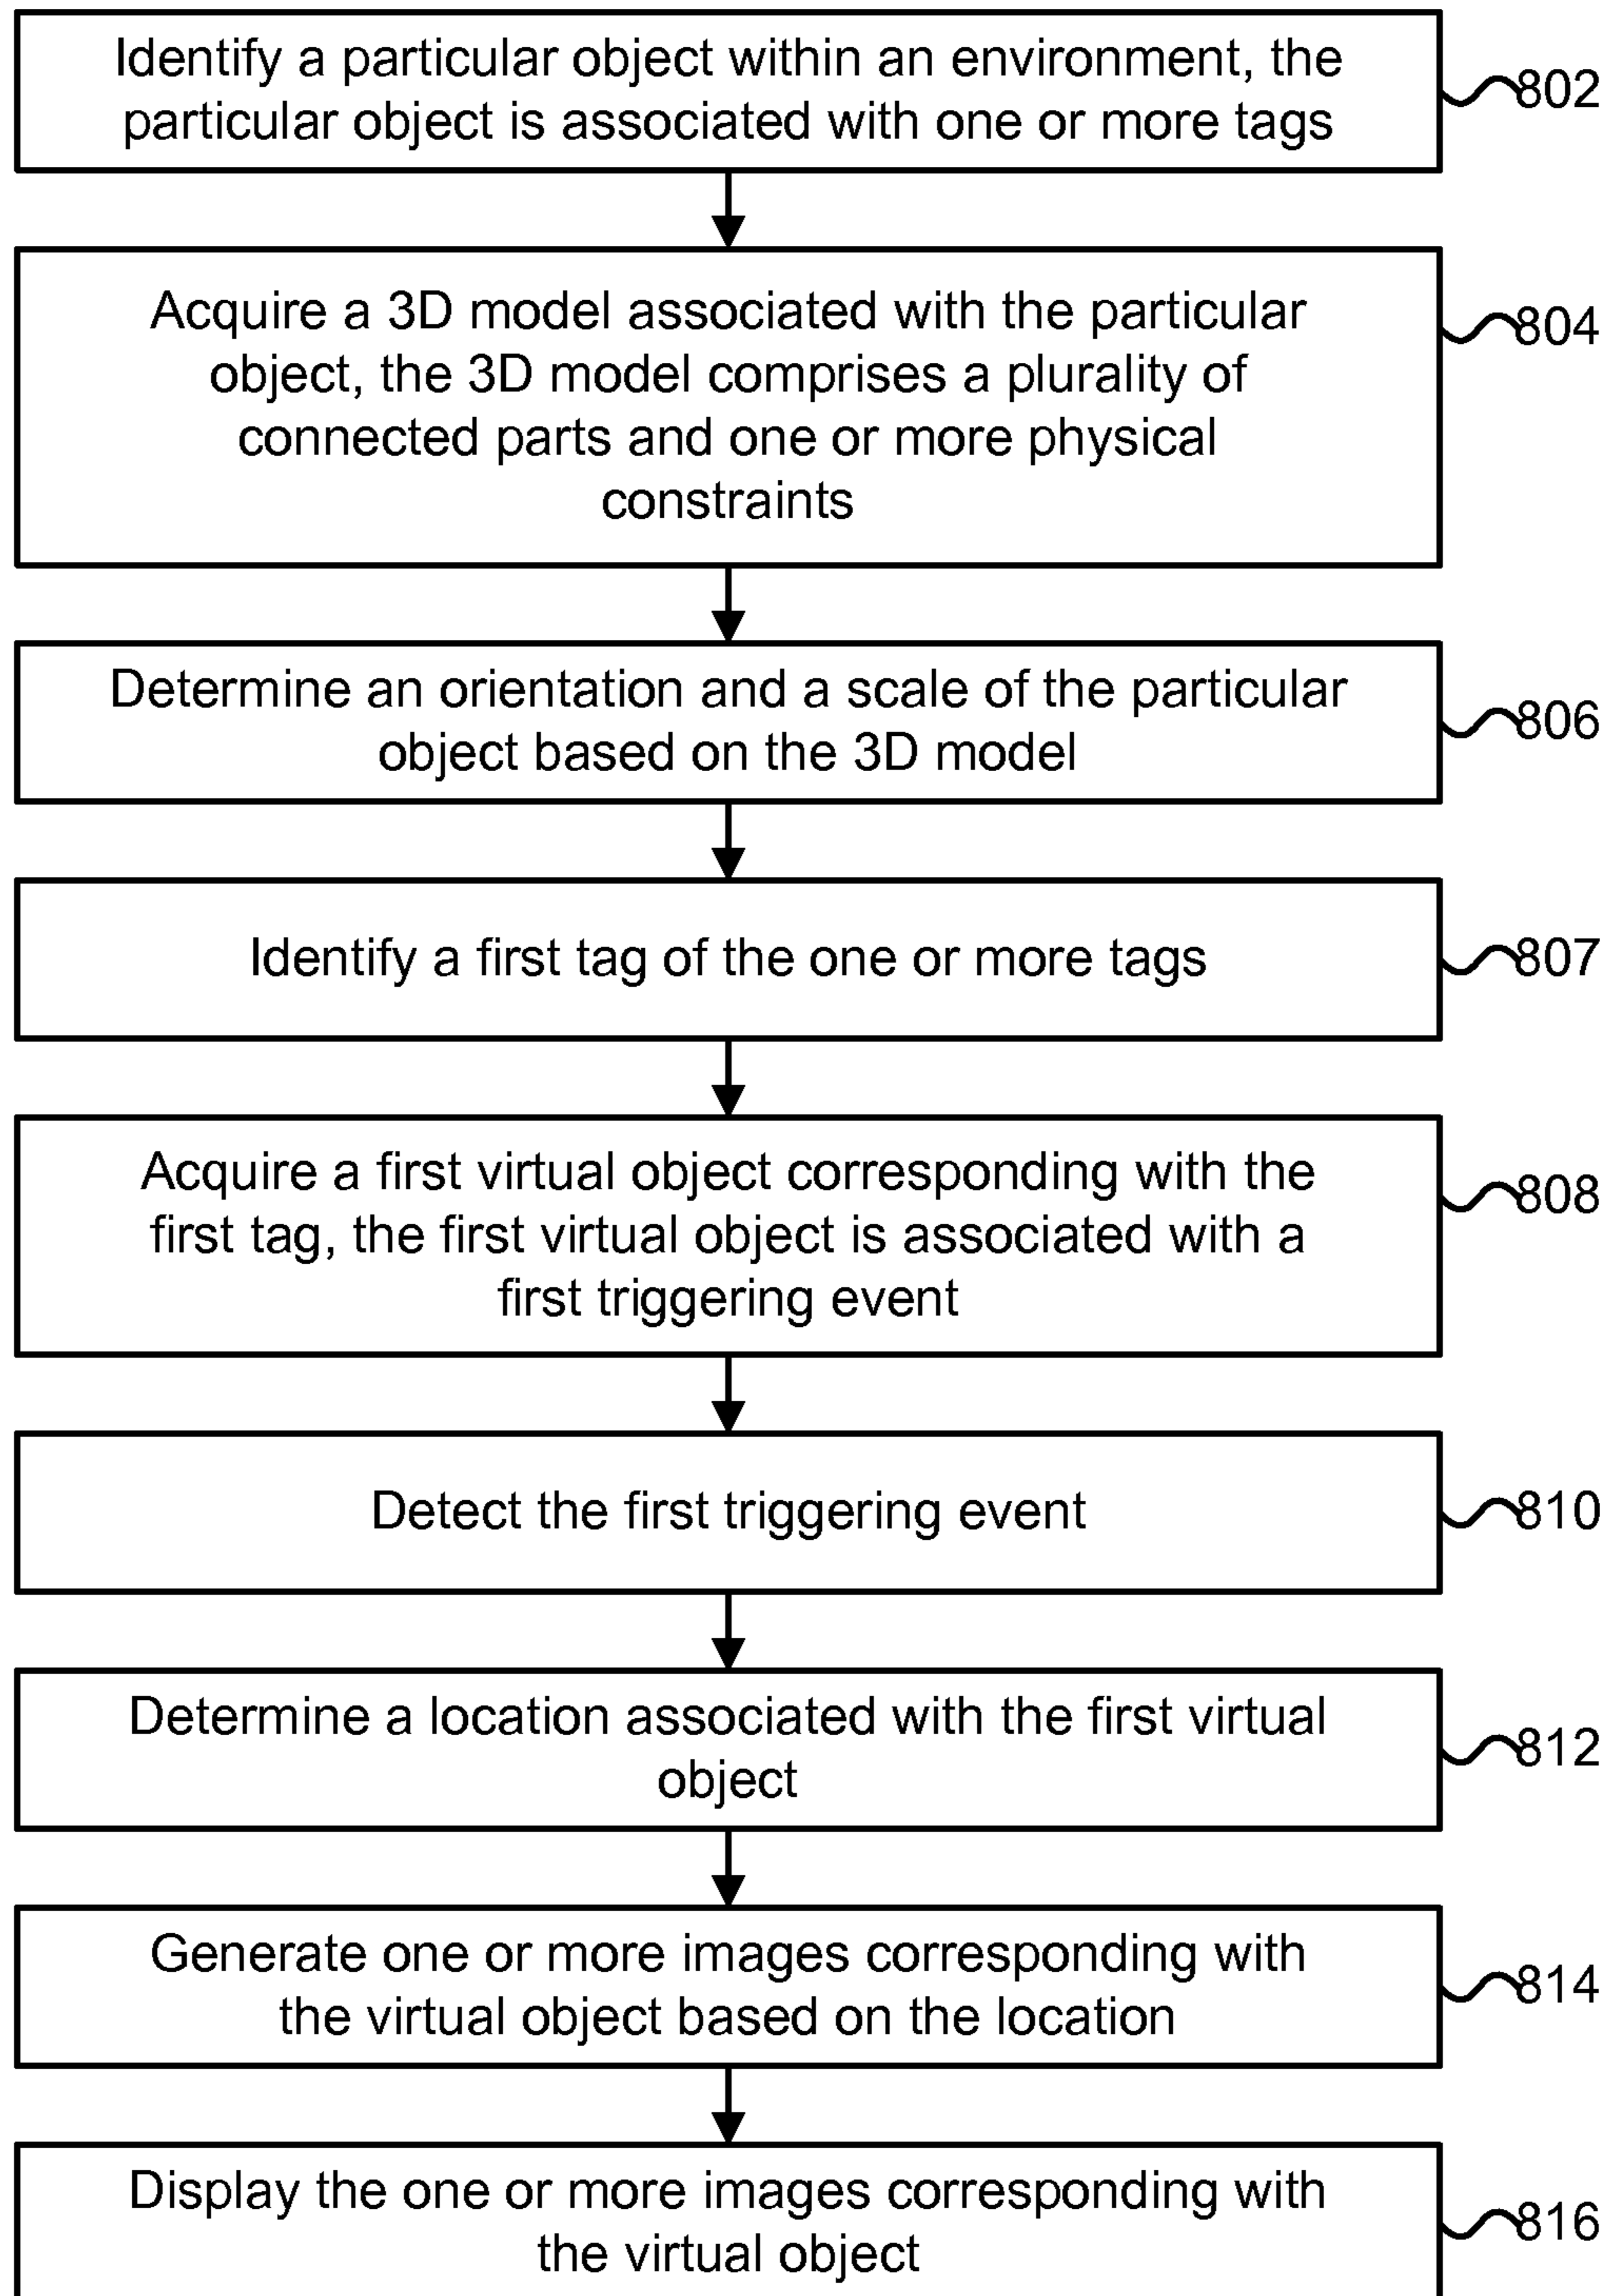 Identify a particular object within an environment, the
particular object is associated with one or more tags
802
Acquire a 3D model associated with the particular
object, the 3D model comprises a plurality of
connected parts and one or more physical
constraints
804
Determine an orientation and a scale of the particular
object based on the 3D model
806
Identify a first tag of the one or more tags
807
Acquire a first virtual object corresponding with the
first tag, the first virtual object is associated with a
first triggering event
808
Detect the first triggering event
810
Determine a location associated with the first virtual
object
812
Generate one or more images corresponding with
the virtual object based on the location
814
Display the one or more images corresponding with
the virtual object
816